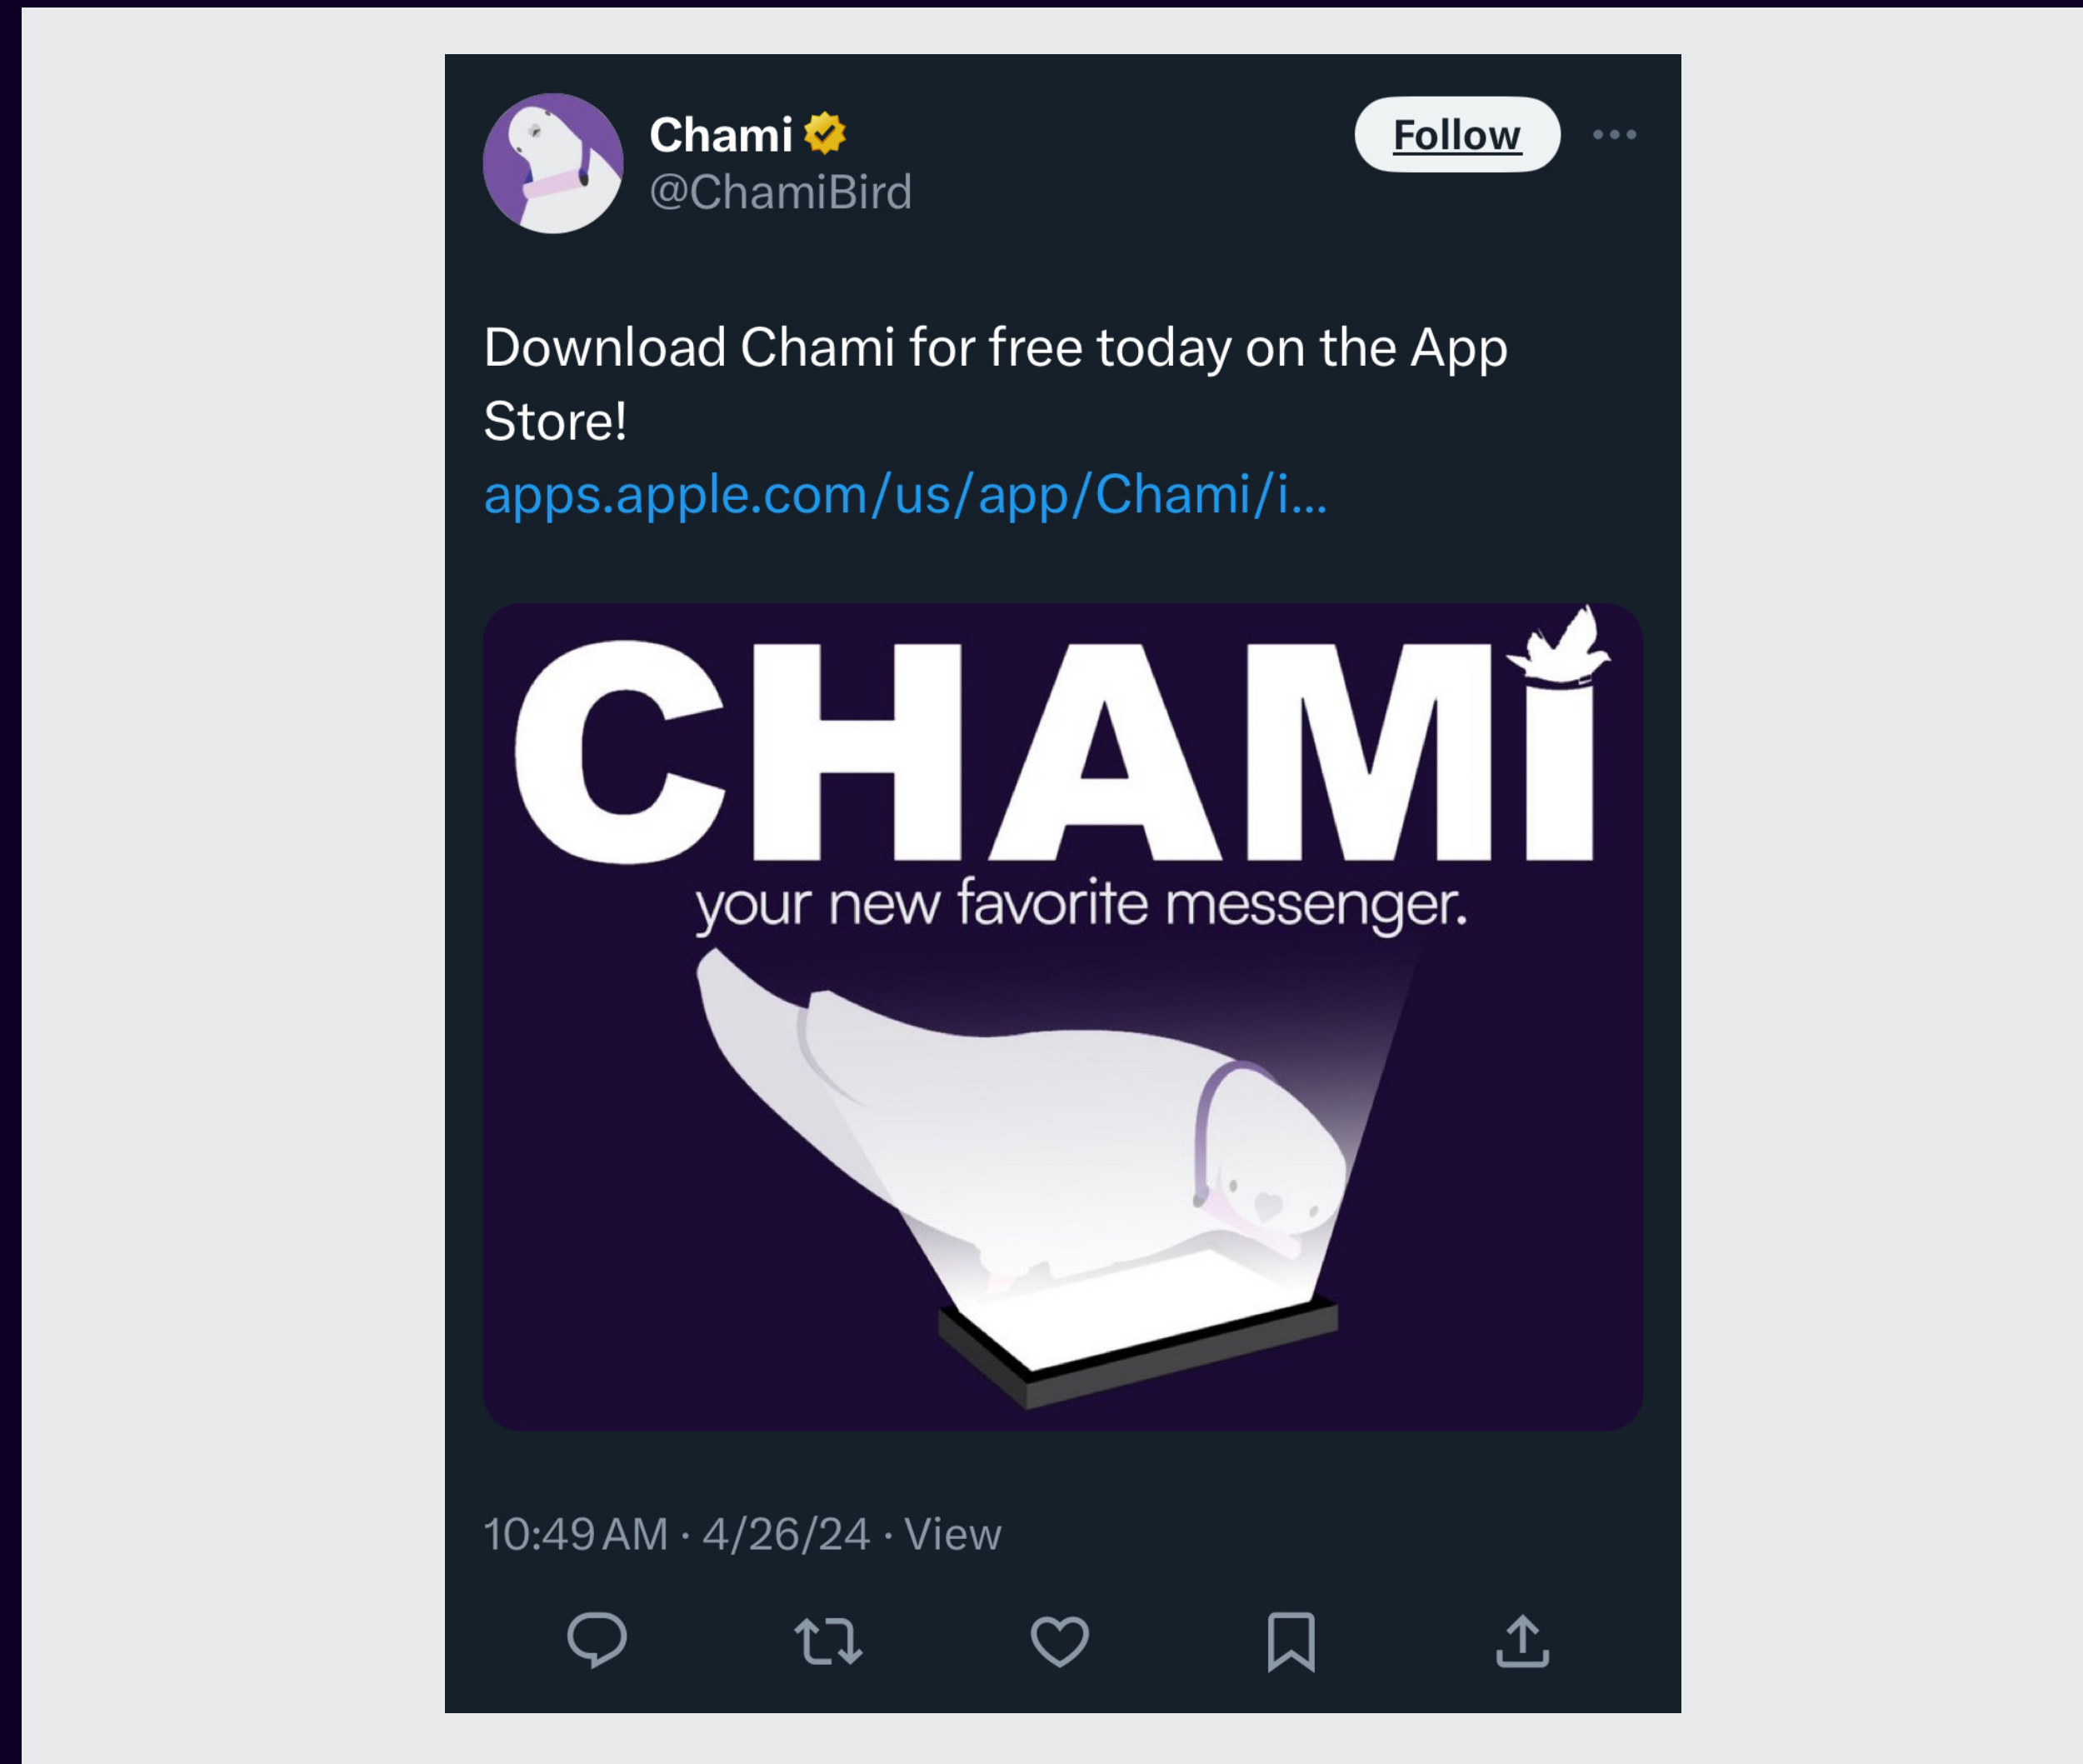 Chami
Follow
@ChamiBird
Download Chami for free today on the App
Store!
apps.apple.com/us/app/Chami/i...
CHAMi
your new favorite messenger.
10:49 AM · 4/26/24 · View